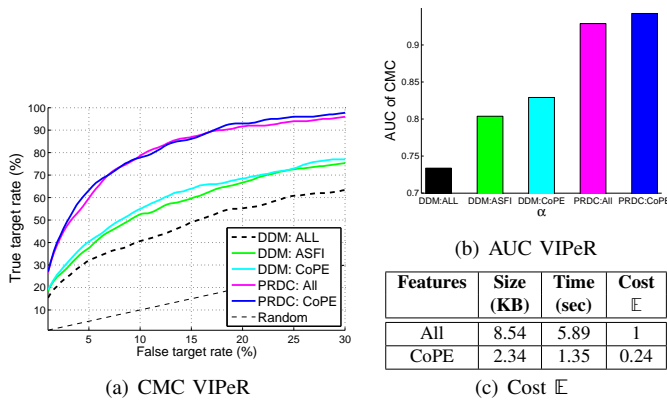 100
90
80
70
60
50
40
30
20
10
5
10
15
20
25
30
True target rate (%)
False target rate (%)
DDM: ALL
DDM: ASFI
DDM: CoPE
PRDC: All
PRDC: CoPE
Random
(a) CMC VIPeR
0.9
0.85
0.8
0.75
0.7
AUC of CMC
DDM:ALL
DDM:ASFI
DDM:CoPE
PRDC:All
PRDC:CoPE
α
(b) AUC VIPeR
Features Size (KB) Time (sec) Cost 𝔼
All 8.54 5.89 1
CoPE 2.34 1.35 0.24
(c) Cost 𝔼